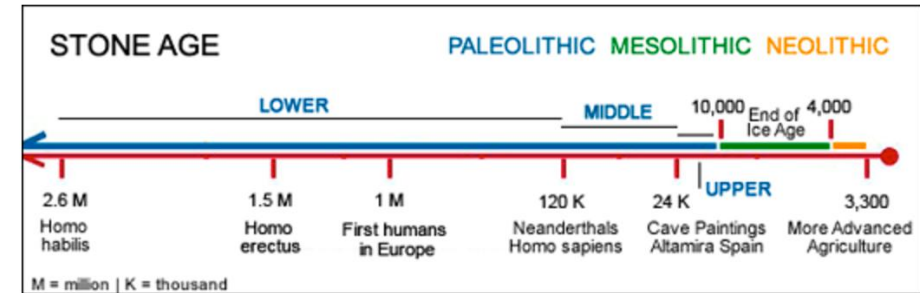 STONE AGE
PALEOLITHIC MESOLITHIC NEOLITHIC
LOWER
MIDDLE
10,000
End of
Ice Age
4,000
UPPER
2.6 M
Homo
habilis
1.5 M
Homo
erectus
1 M
First humans
in Europe
120 K
Neanderthals
Homo sapiens
24 K
Cave Paintings
Altamira Spain
3,300
More Advanced
Agriculture
M = million | K = thousand